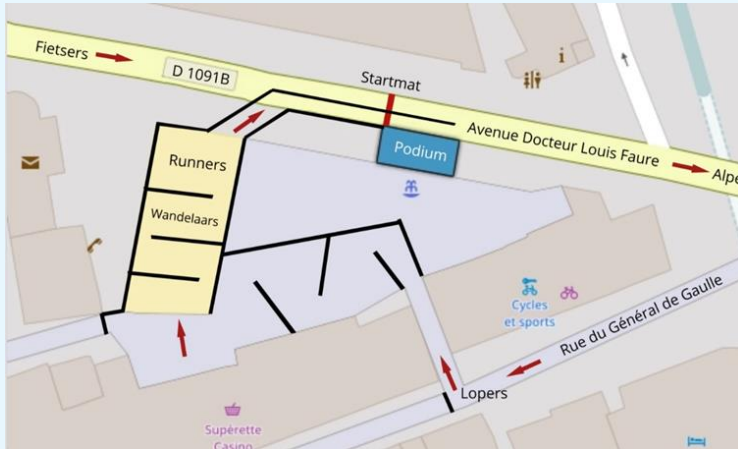 Fietsers
D 1091B
Startmat
i
Avenue Docteur Louis Faure
Alpe
Runners
Podium
Wandelaars
Cycles
et sports
Rue du Général de Gaulle
Lopers
Supérette
Casino